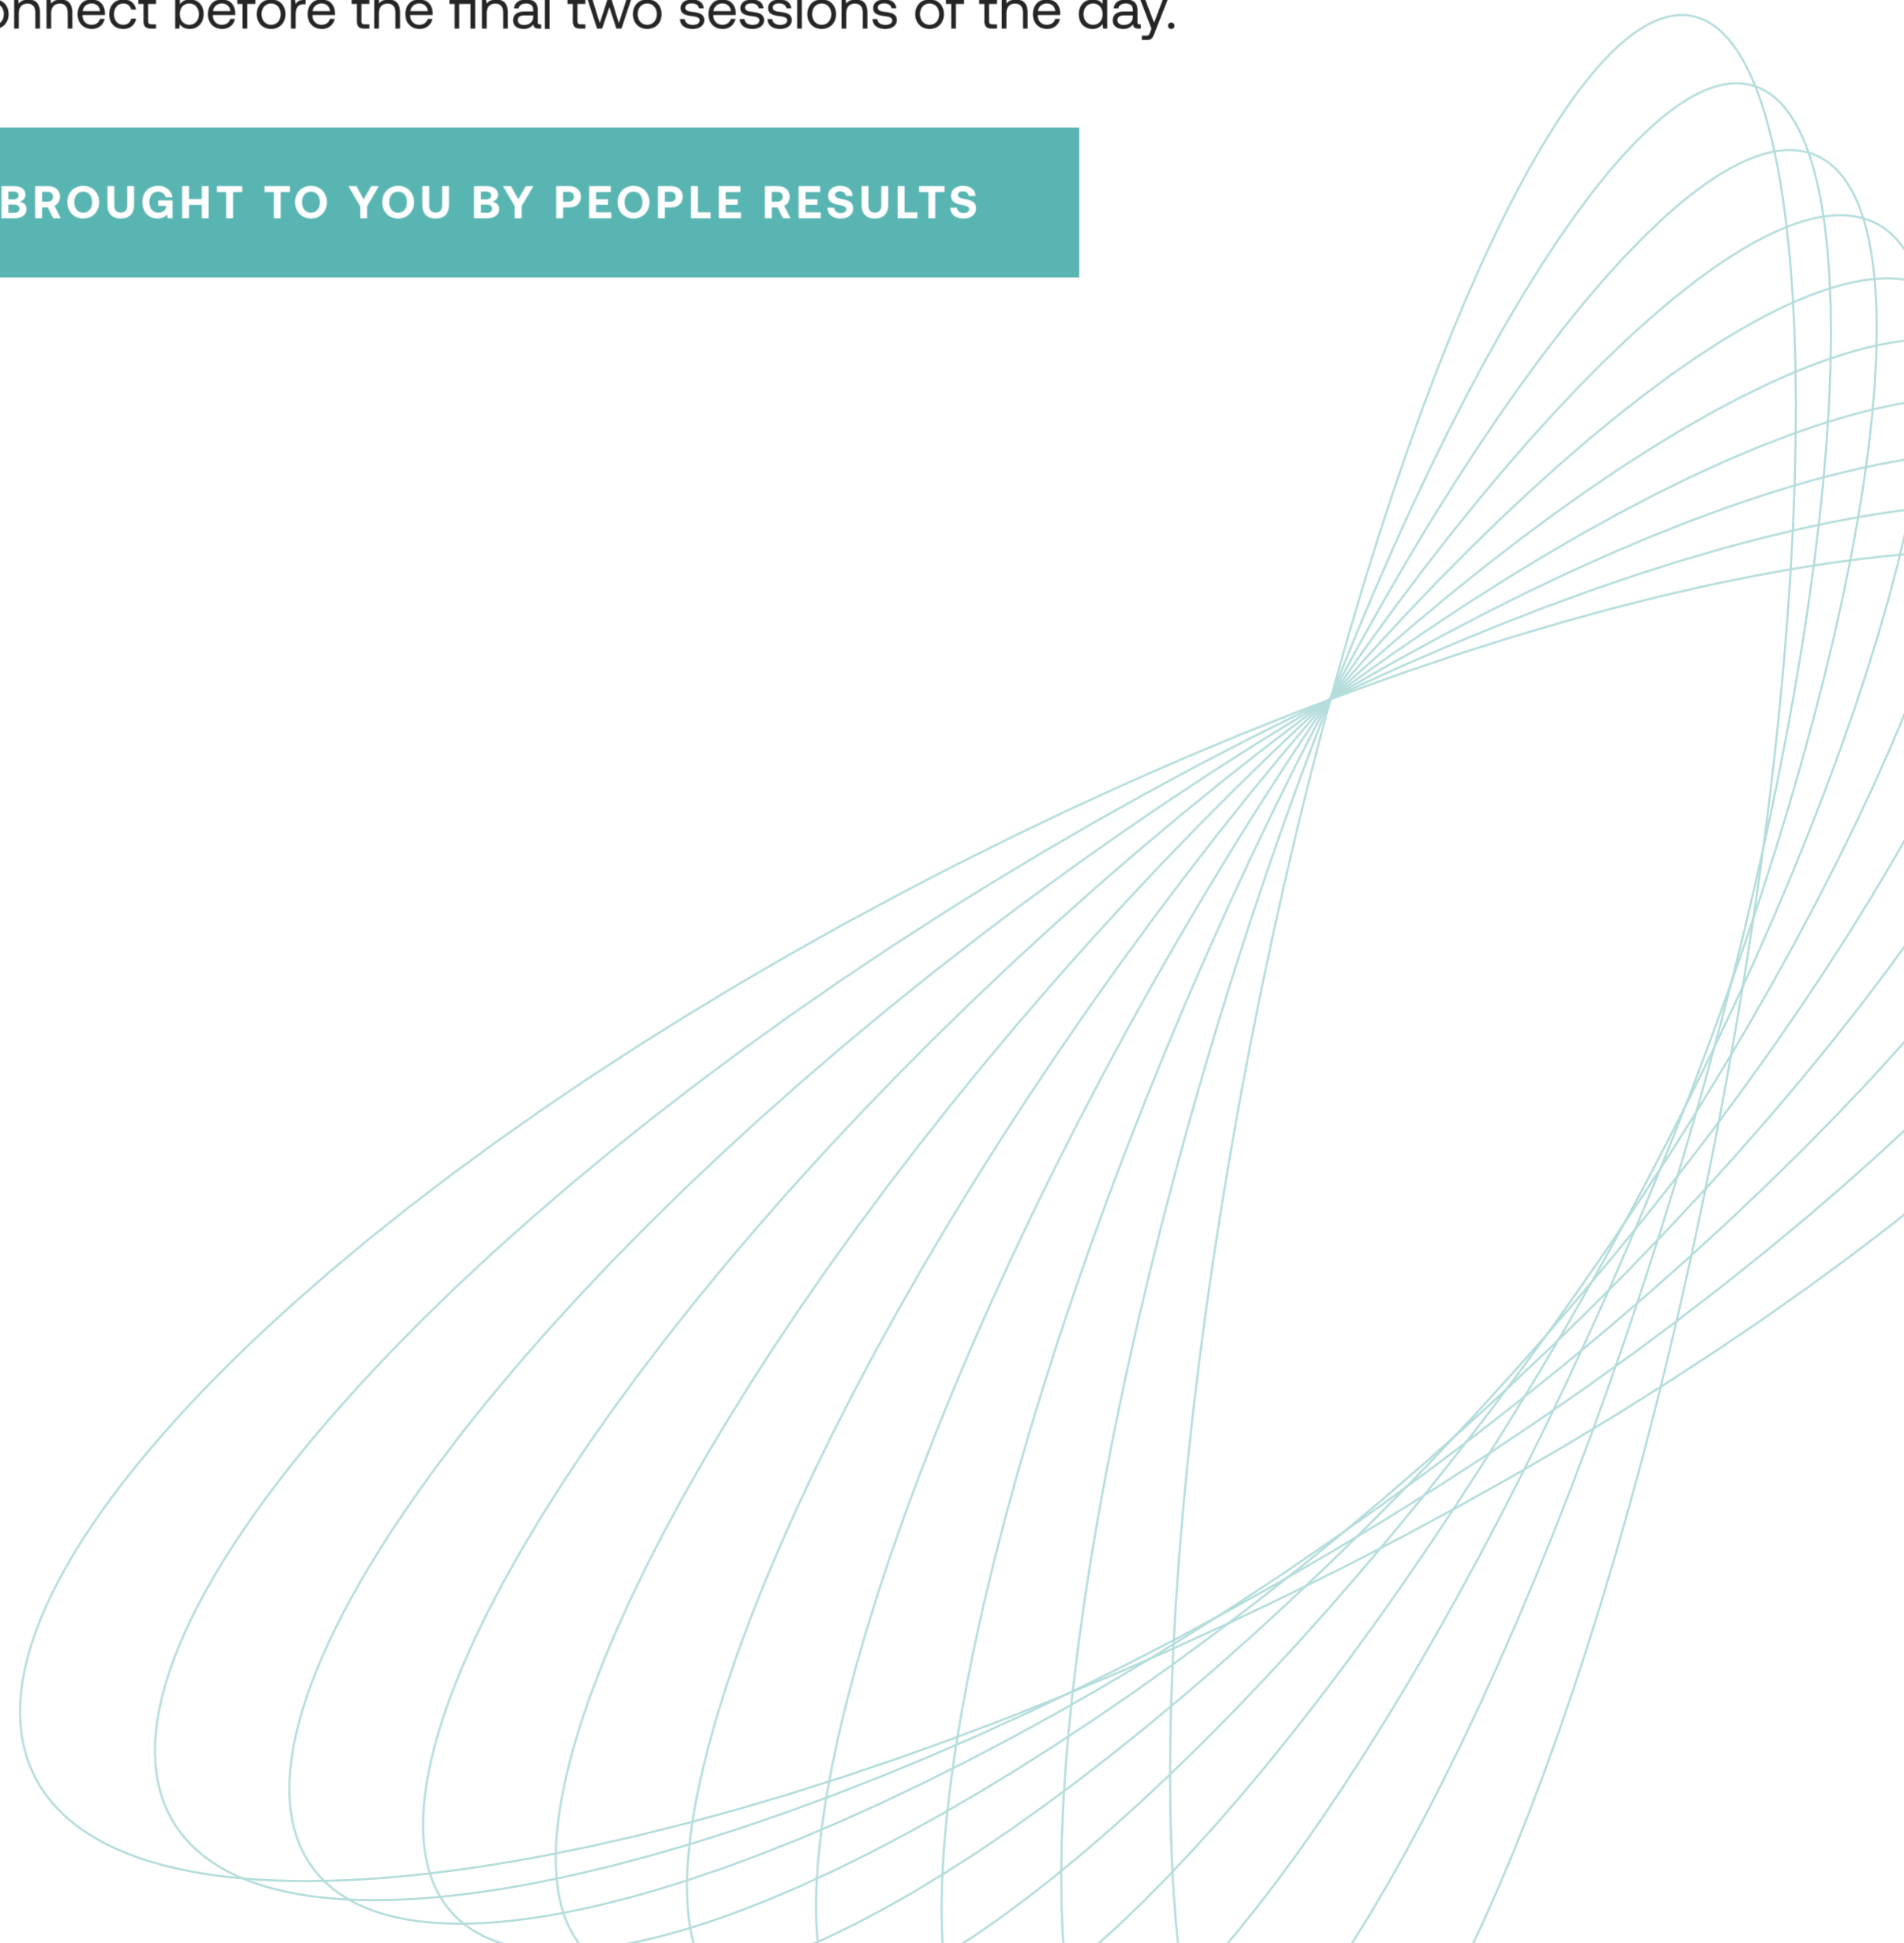 onnect before the final two sessions of the day.
BROUGHT TO YOU BY PEOPLE RESULTS